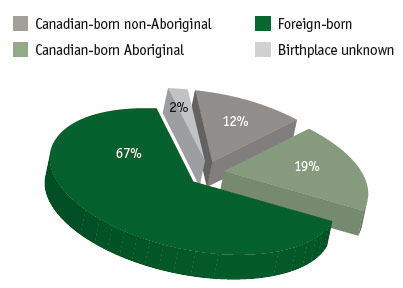 Canadian-born non-Aboriginal
Foreign-born
Canadian-born Aboriginal
Birthplace unknown
2%
12%
67%
19%